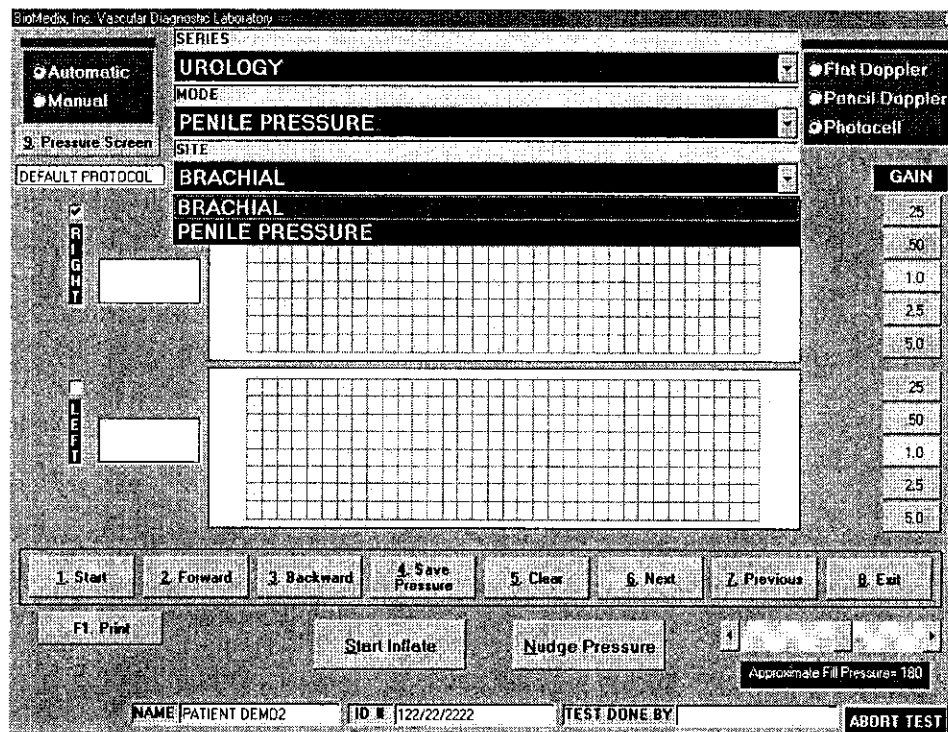 BioMedix, Inc. Vascular Diagnostic Laboratory
SERIES
UROLOGY
MODE
PENILE PRESSURE
SITE
BRACHIAL
BRACHIAL
PENILE PRESSURE
Automatic
Manual
9. Pressure Screen
DEFAULT PROTOCOL
Flat Doppler
Pencil Doppler
Photocell
GAIN
RIGHT
25
.50
1.0
2.5
5.0
LEFT
25
.50
1.0
2.5
5.0
1. Start
2. Forward
3. Backward
4. Save Pressure
5. Clear
6. Next
7. Previous
8. Exit
F1. Print
Start Inflate
Nudge Pressure
Approximate Fill Pressure= 180
NAME PATIENT DEMO2
ID # 122/22/2222
TEST DONE BY
ABORT TEST